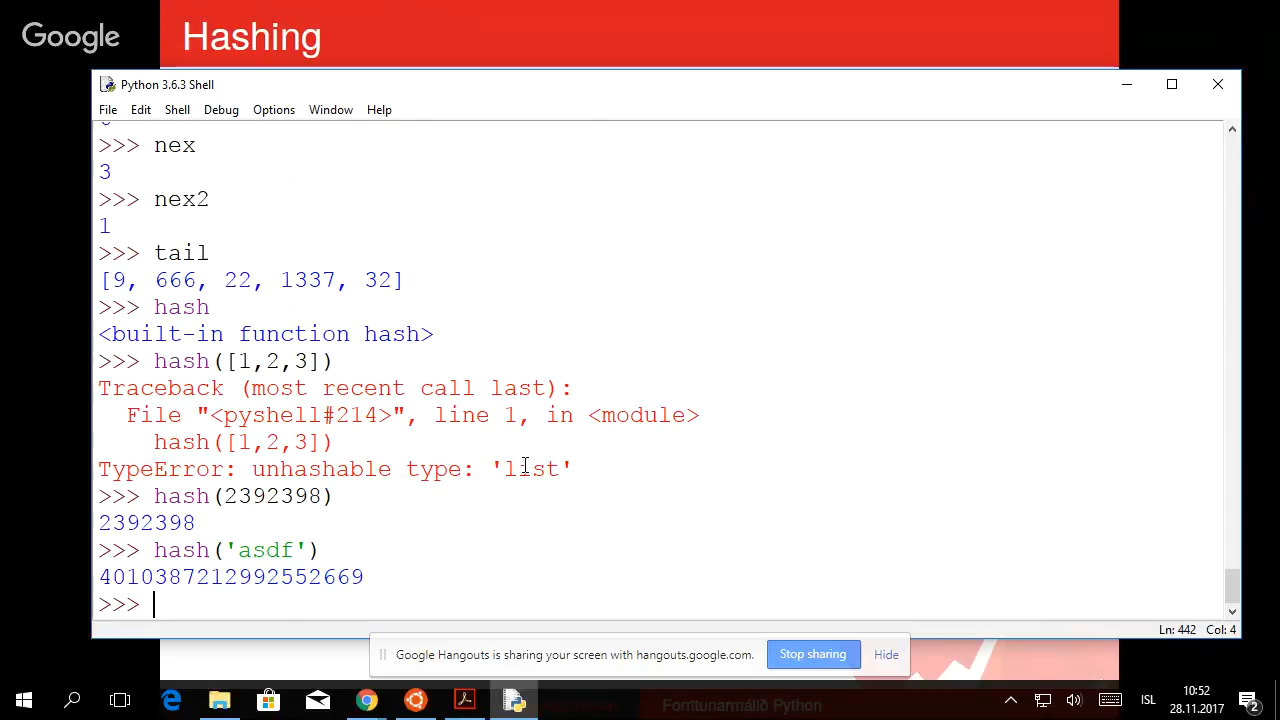 Google
Hashing
Python 3.6.3 Shell
File Edit Shell Debug Options Window Help
>>> nex
3
>>> nex2
1
>>> tail
[9, 666, 22, 1337, 32]
>>> hash
<built-in function hash>
>>> hash([1,2,3])
Traceback (most recent call last):
  File "<pyshell#214>", line 1, in <module>
    hash([1,2,3])
TypeError: unhashable type: 'list'
>>> hash(2392398)
2392398
>>> hash('asdf')
4010387212992552669
>>>
Ln: 442 Col: 4
Google Hangouts is sharing your screen with hangouts.google.com. Stop sharing Hide
Forritunarmálið Python
ISL
10:52
28.11.2017
2